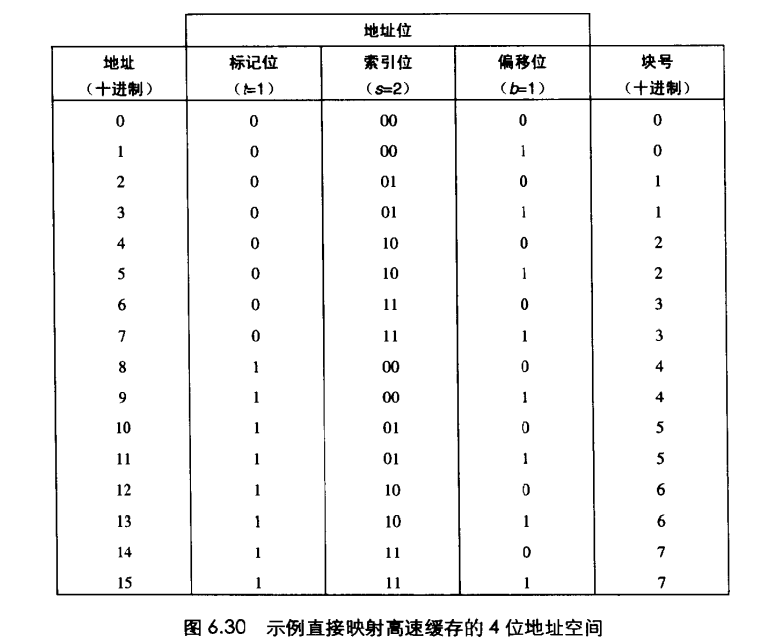 地址位
地址 标记位 索引位 偏移位 块号
（十进制） （t=1） （s=2） （b=1） （十进制）
0 0 00 0 0
1 0 00 1 0
2 0 01 0 1
3 0 01 1 1
4 0 10 0 2
5 0 10 1 2
6 0 11 0 3
7 0 11 1 3
8 1 00 0 4
9 1 00 1 4
10 1 01 0 5
11 1 01 1 5
12 1 10 0 6
13 1 10 1 6
14 1 11 0 7
15 1 11 1 7
图 6.30 示例直接映射高速缓存的 4 位地址空间